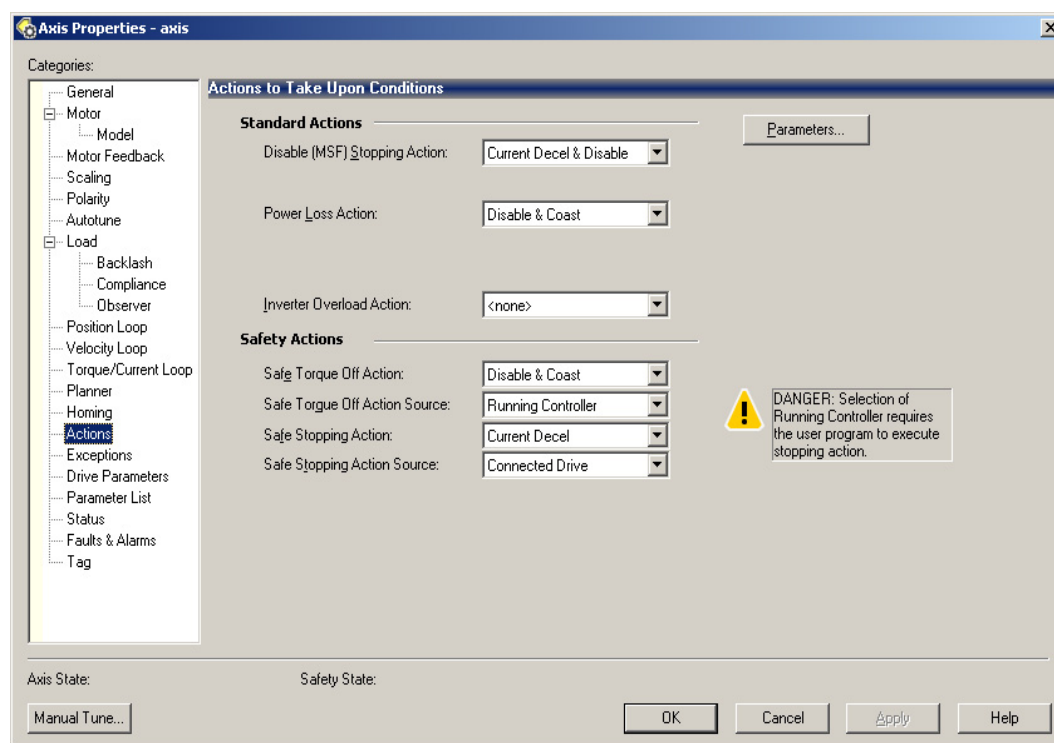 Axis Properties - axis
Categories:
General
Motor
Model
Motor Feedback
Scaling
Polarity
Autotune
Load
Backlash
Compliance
Observer
Position Loop
Velocity Loop
Torque/Current Loop
Planner
Homing
Actions
Exceptions
Drive Parameters
Parameter List
Status
Faults & Alarms
Tag
Actions to Take Upon Conditions
Standard Actions
Parameters...
Disable (MSF) Stopping Action: Current Decel & Disable
Power Loss Action: Disable & Coast
Inverter Overload Action: <none>
Safety Actions
Safe Torque Off Action: Disable & Coast
Safe Torque Off Action Source: Running Controller
Safe Stopping Action: Current Decel
Safe Stopping Action Source: Connected Drive
DANGER: Selection of
Running Controller requires
the user program to execute
stopping action.
Axis State: Safety State:
Manual Tune... OK Cancel Apply Help